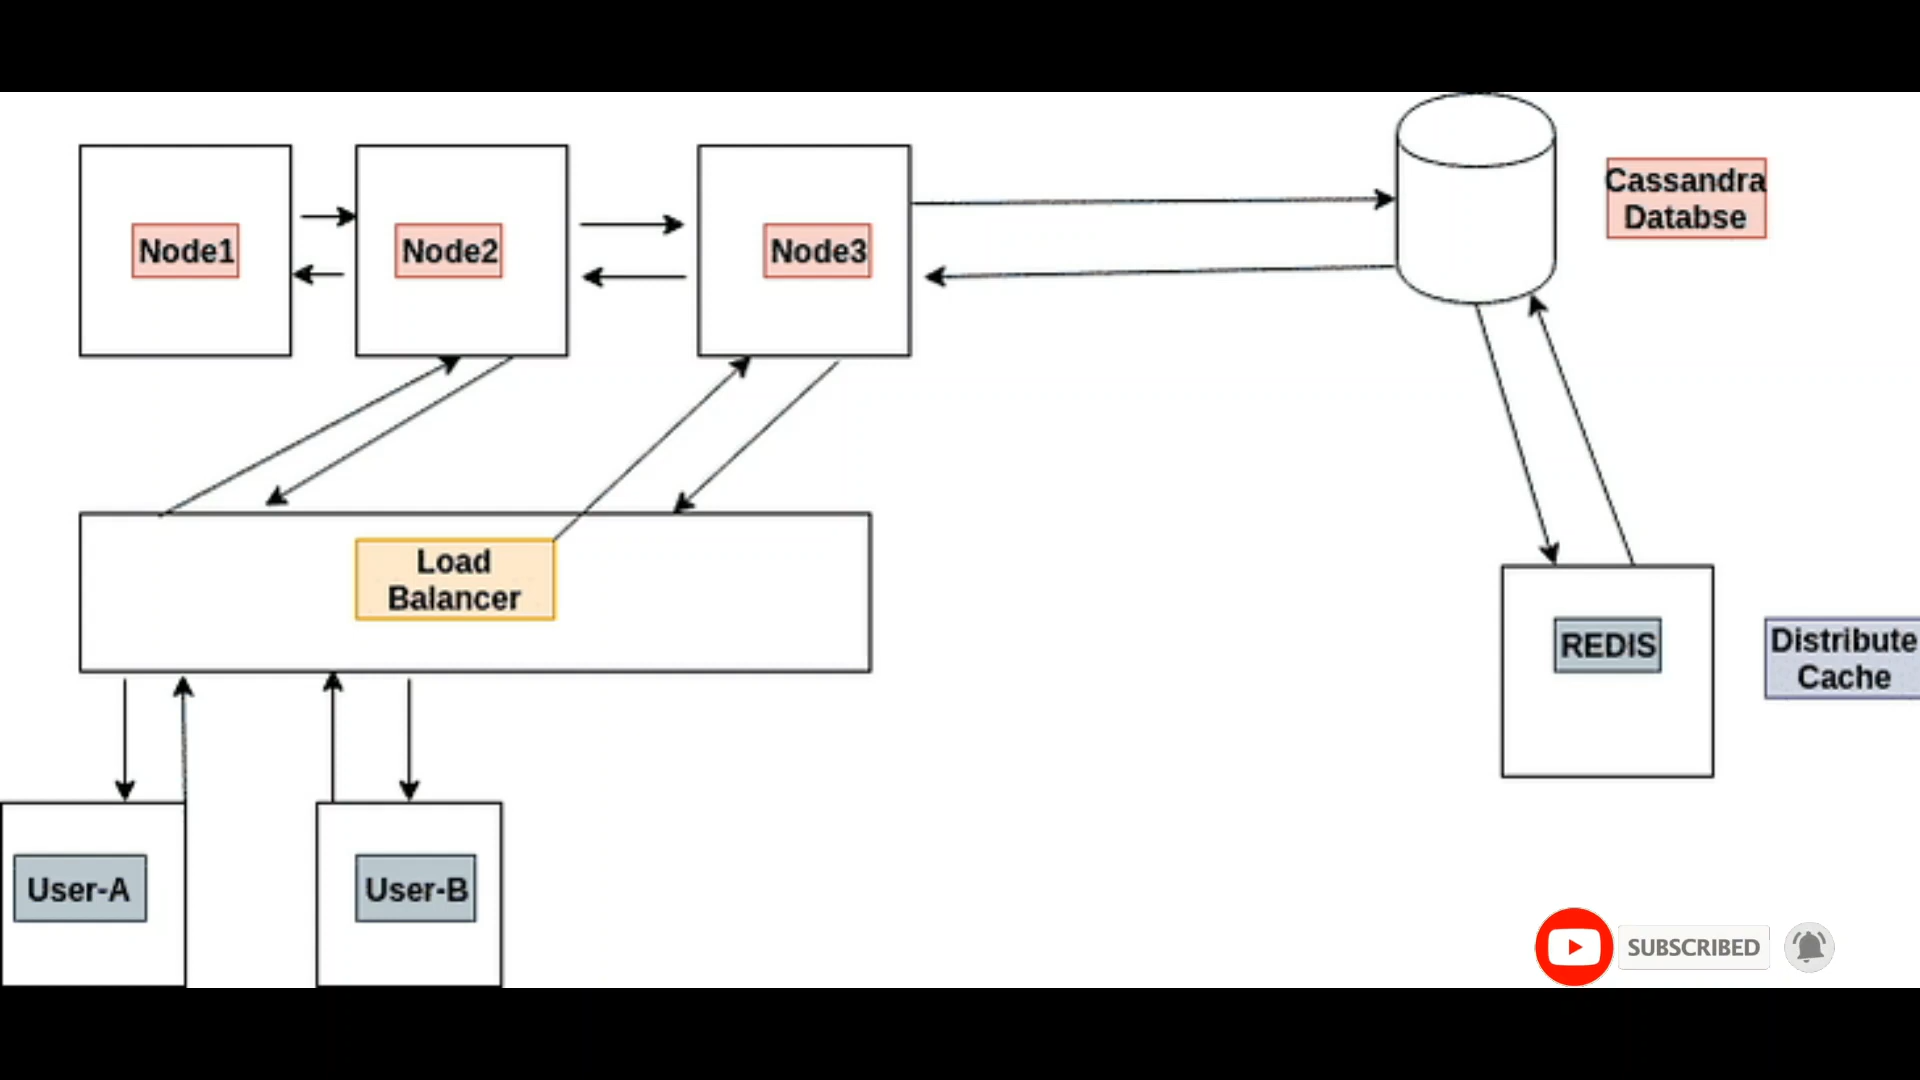 Node1
Node2
Node3
Cassandra
Databse
Load
Balancer
REDIS
Distribute
Cache
User-A
User-B
SUBSCRIBED